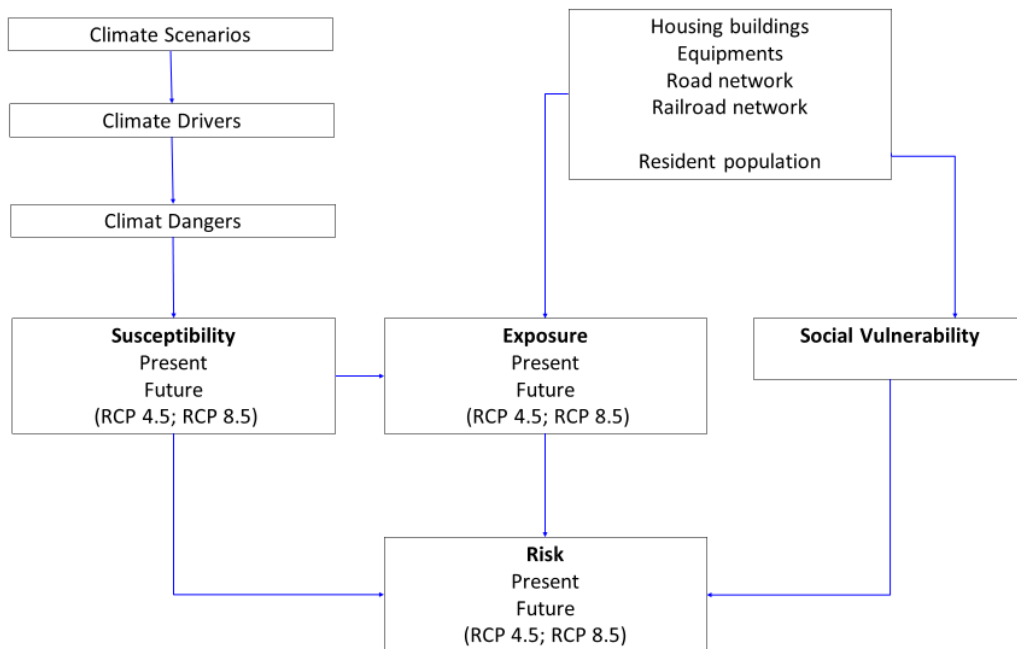 Climate Scenarios
Climate Drivers
Climat Dangers
Housing buildings
Equipments
Road network
Railroad network
Resident population
Susceptibility
Present
Future
(RCP 4.5; RCP 8.5)
Exposure
Present
Future
(RCP 4.5; RCP 8.5)
Social Vulnerability
Risk
Present
Future
(RCP 4.5; RCP 8.5)